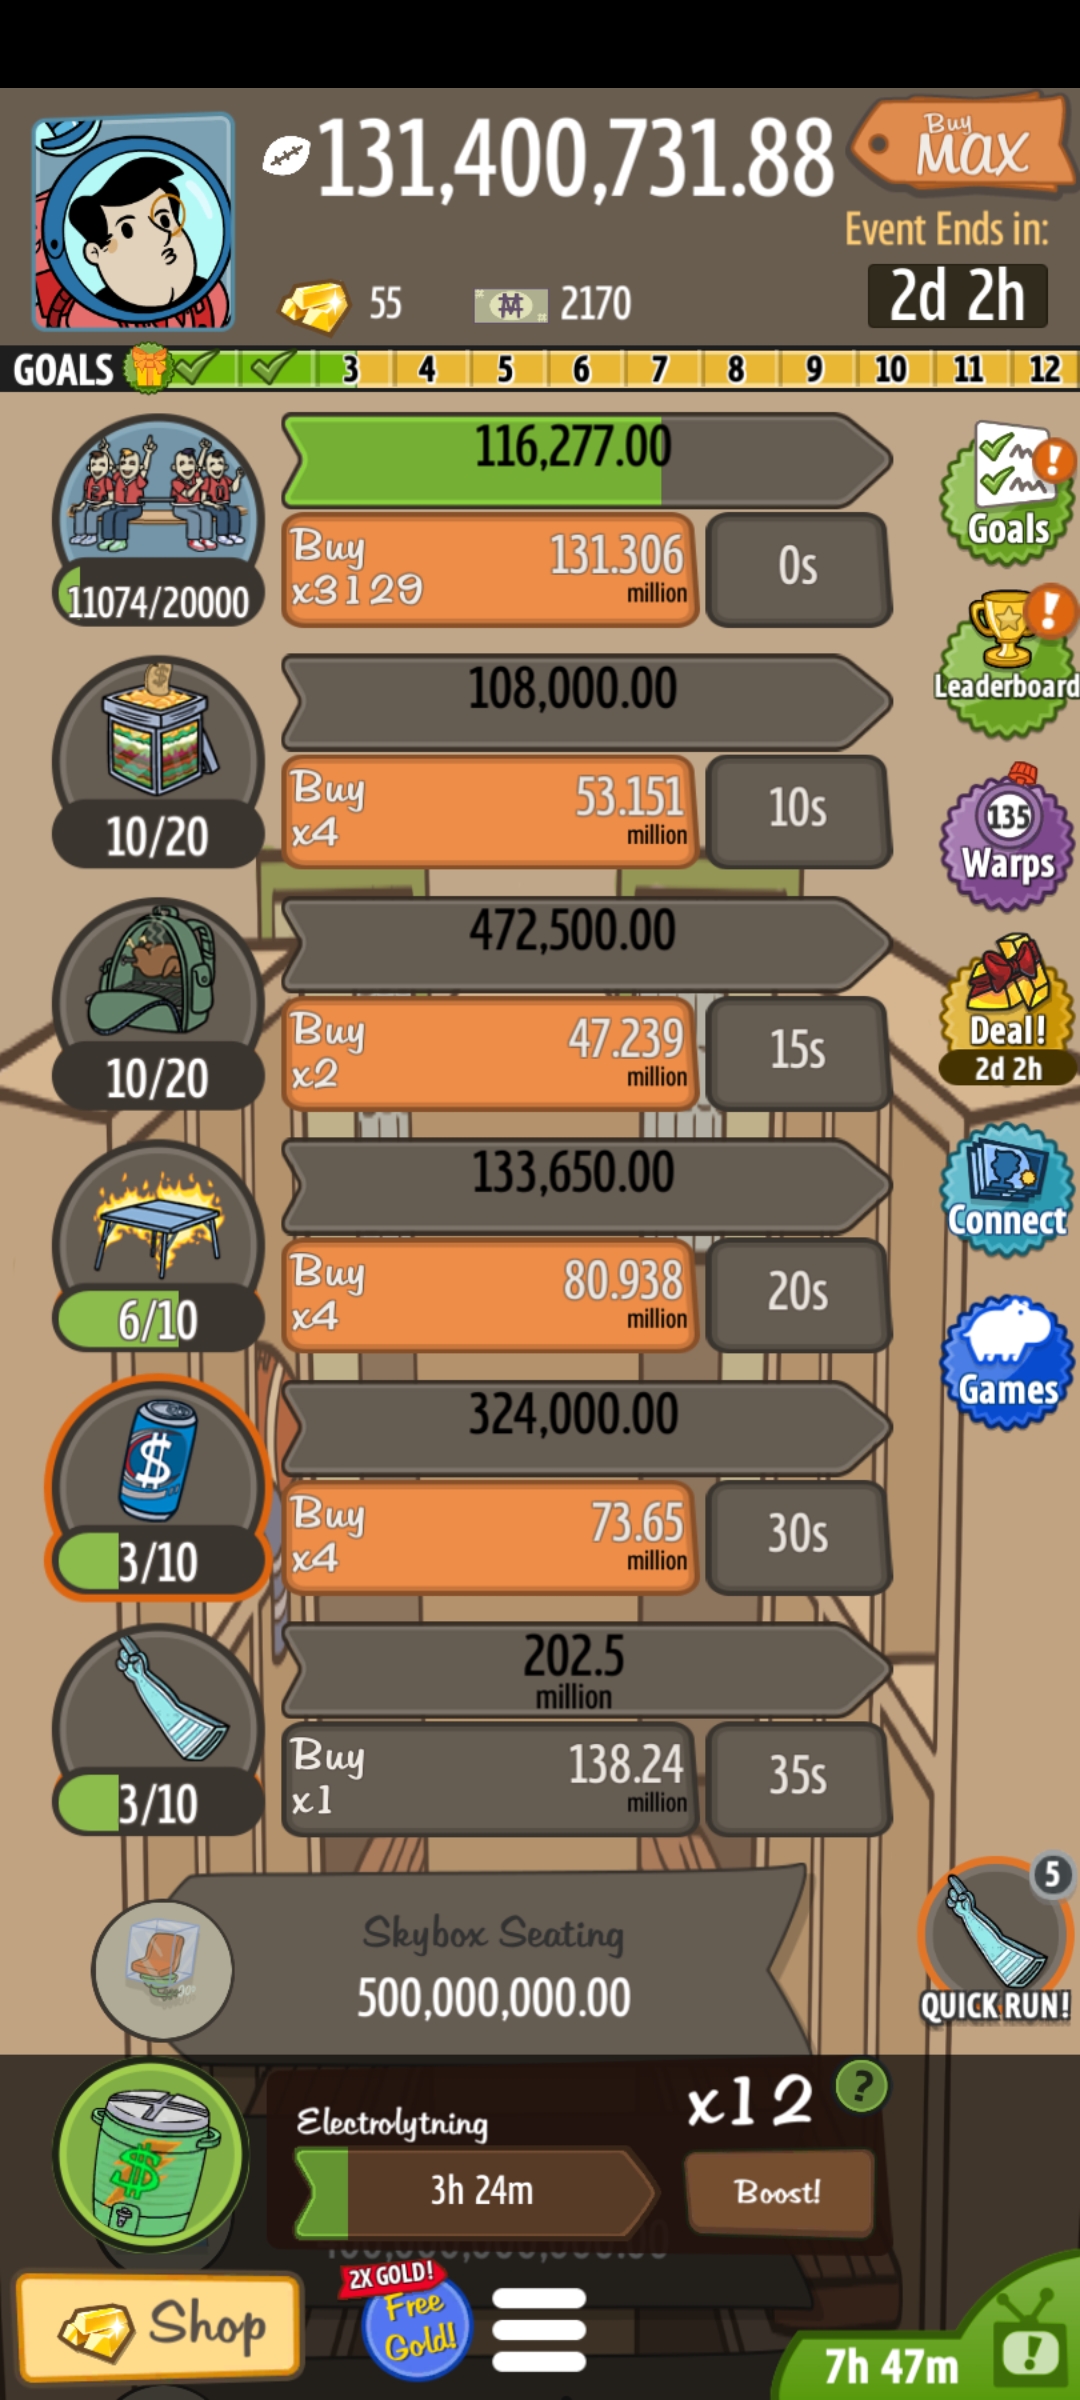 131,400,731.88
Buy
MAX
Event Ends in:
55
2170
2d 2h
GOALS 3 4 5 6 7 8 9 10 11 12
116,277.00
Buy
x3129
131.306
million
0s
11074/20000
Goals
108,000.00
Buy
x4
53.151
million
10s
10/20
Leaderboard
472,500.00
Buy
x2
47.239
million
15s
10/20
135
Warps
133,650.00
Buy
x4
80.938
million
20s
6/10
Deal!
2d 2h
324,000.00
Buy
x4
73.65
million
30s
3/10
Connect
202.5
million
Buy
x1
138.24
million
35s
3/10
Games
Skybox Seating
500,000,000.00
5
QUICK RUN!
Electrolytning
x12
?
3h 24m
Boost!
Shop
2X GOLD!
Free
Gold!
7h 47m